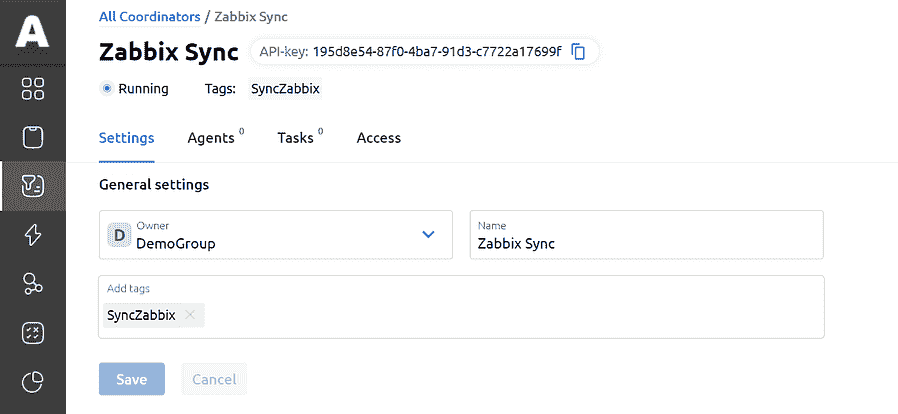 A
All Coordinators / Zabbix Sync
Zabbix Sync API-key: 195d8e54-87f0-4ba7-91d3-c7722a17699f
Running Tags: SyncZabbix
Settings Agents 0 Tasks 0 Access
General settings
D Owner DemoGroup
Name Zabbix Sync
Add tags
SyncZabbix ×
Save Cancel